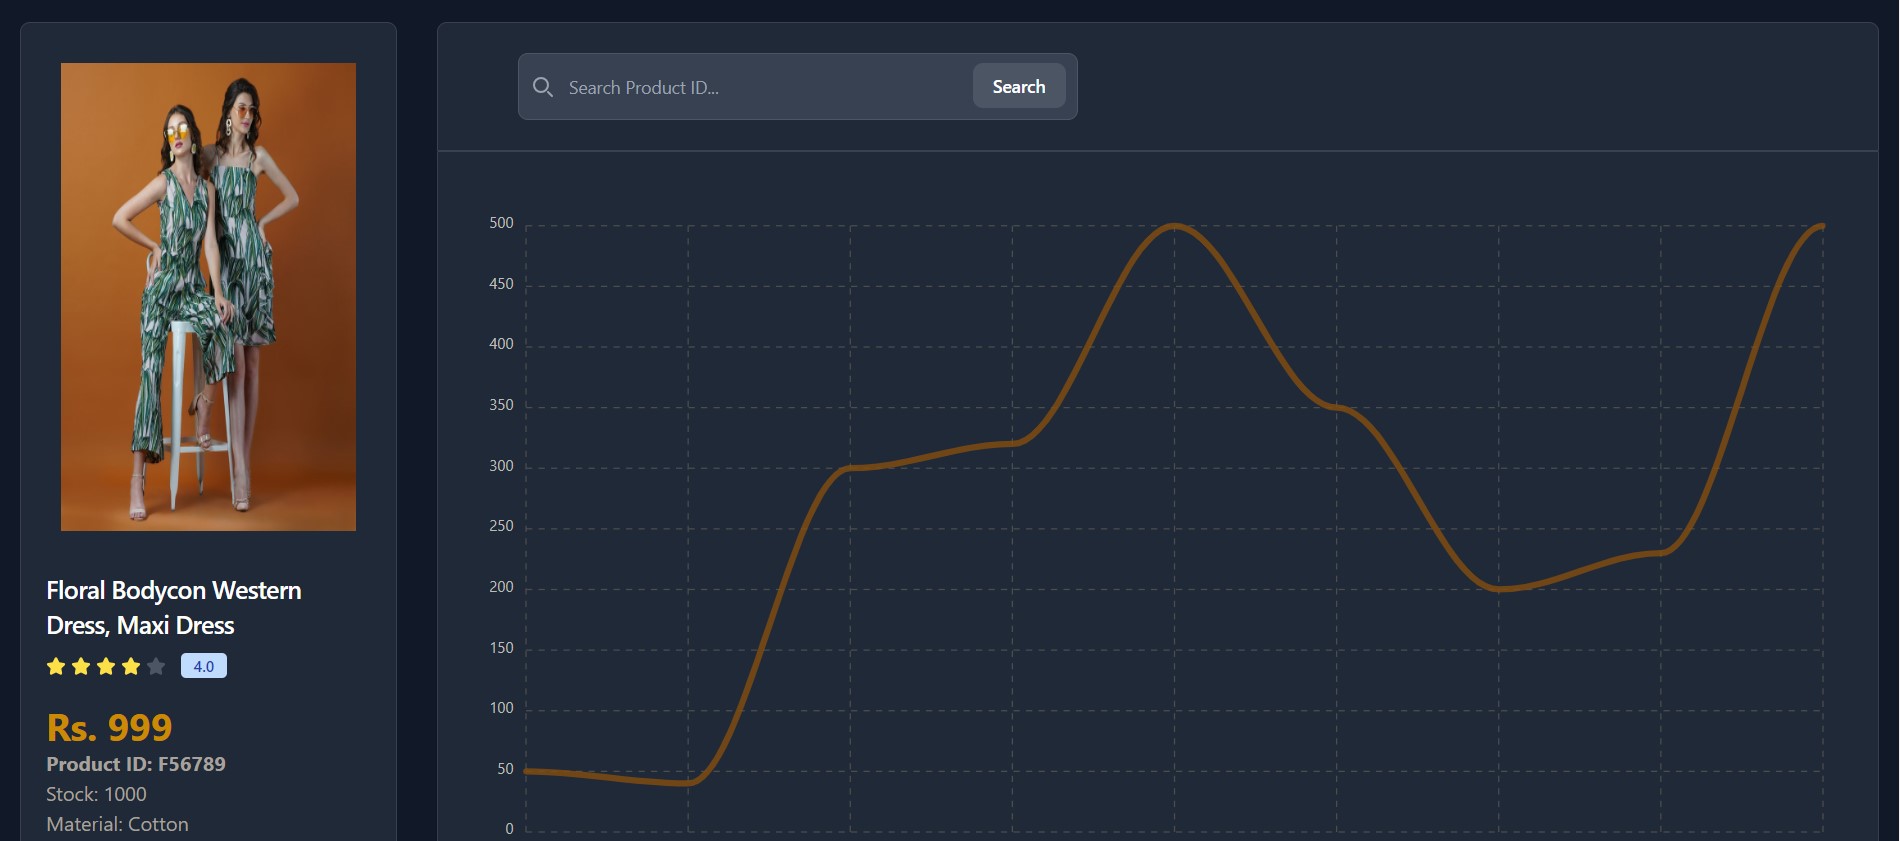 Floral Bodycon Western
Dress, Maxi Dress
4.0
Rs. 999
Product ID: F56789
Stock: 1000
Material: Cotton
Search Product ID...
Search
500
450
400
350
300
250
200
150
100
50
0